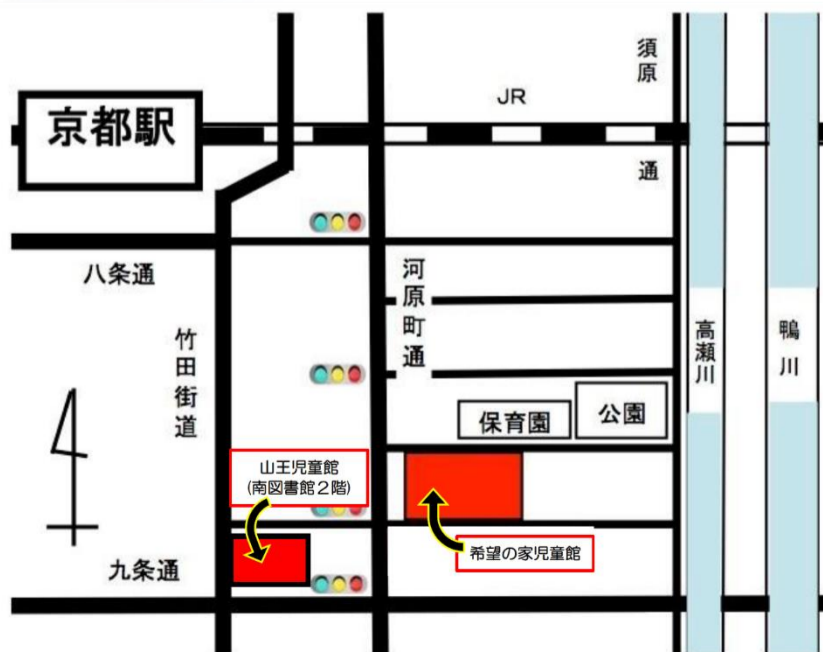 須原
JR
京都駅
通
八条通
河原町通
竹田街道
高瀬川
鴨川
公園
保育園
山王児童館
(南図書館2階)
希望の家児童館
九条通